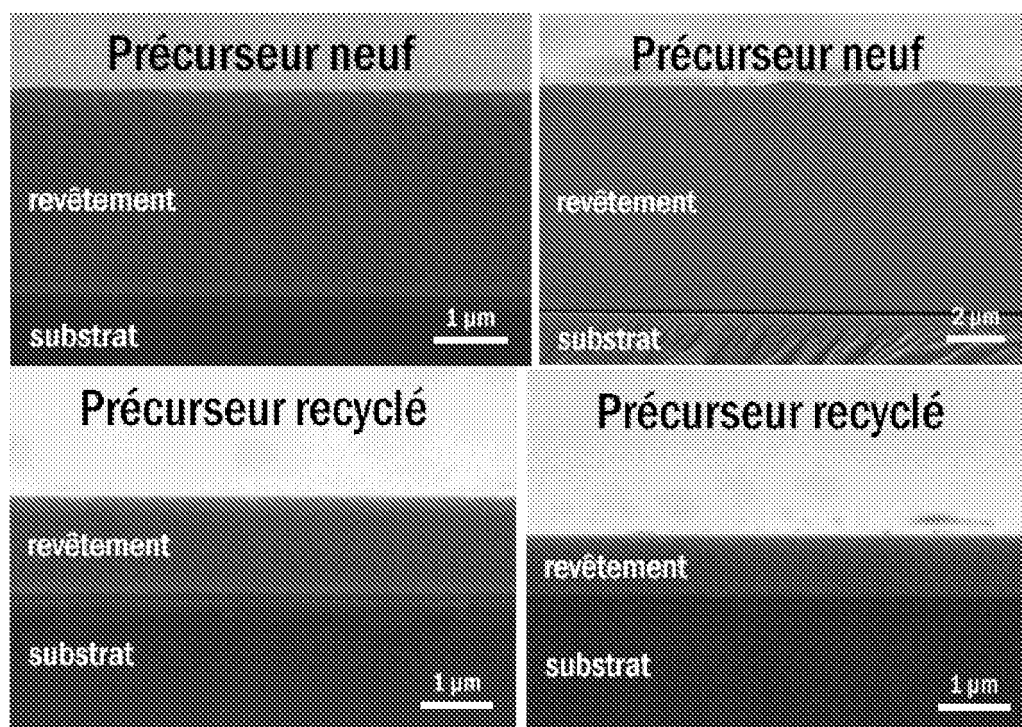 Précurseur neuf
revêtement
substrat
1 µm
Précurseur neuf
revêtement
substrat
2 µm
Précurseur recyclé
revêtement
substrat
1 µm
Précurseur recyclé
revêtement
substrat
1 µm